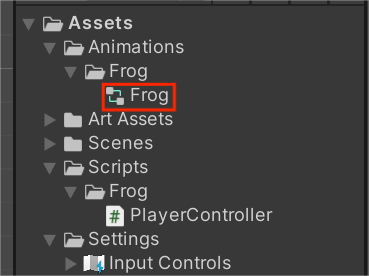 Assets
Animations
Frog
Frog
Art Assets
Scenes
Scripts
Frog
# PlayerController
Settings
Input Controls